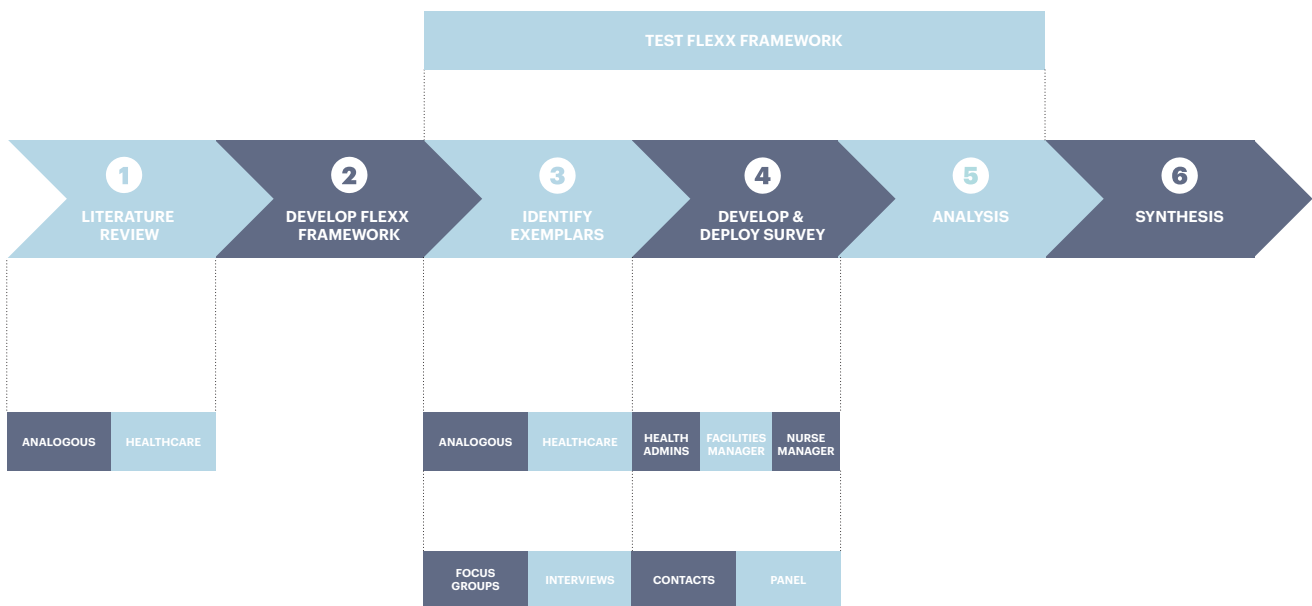 TEST FLEXX FRAMEWORK
1
LITERATURE
REVIEW
2
DEVELOP FLEXX
FRAMEWORK
3
IDENTIFY
EXEMPLARS
4
DEVELOP &
DEPLOY SURVEY
5
ANALYSIS
6
SYNTHESIS
ANALOGOUS
HEALTHCARE
ANALOGOUS
HEALTHCARE
HEALTH
ADMINS
FACILITIES
MANAGER
NURSE
MANAGER
FOCUS
GROUPS
INTERVIEWS
CONTACTS
PANEL